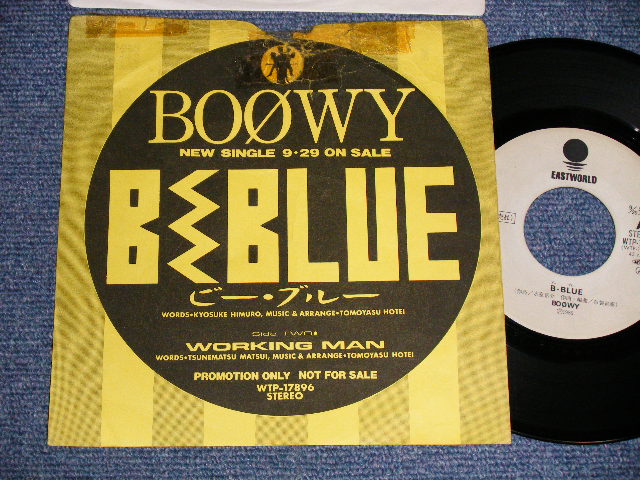 BOØWY
NEW SINGLE 9•29 ON SALE
B BLUE
ビー・ブルー
WORDS•KYOSUKE HIMURO, MUSIC & ARRANGE•TOMOYASU HOTEI
Side TWO
WORKING MAN
WORDS•TSUNEMATSU MATSUI, MUSIC & ARRANGE•TOMOYASU HOTEI
PROMOTION ONLY NOT FOR SALE
WTP-17896
STEREO
EASTWORLD
B-BLUE
BOØWY